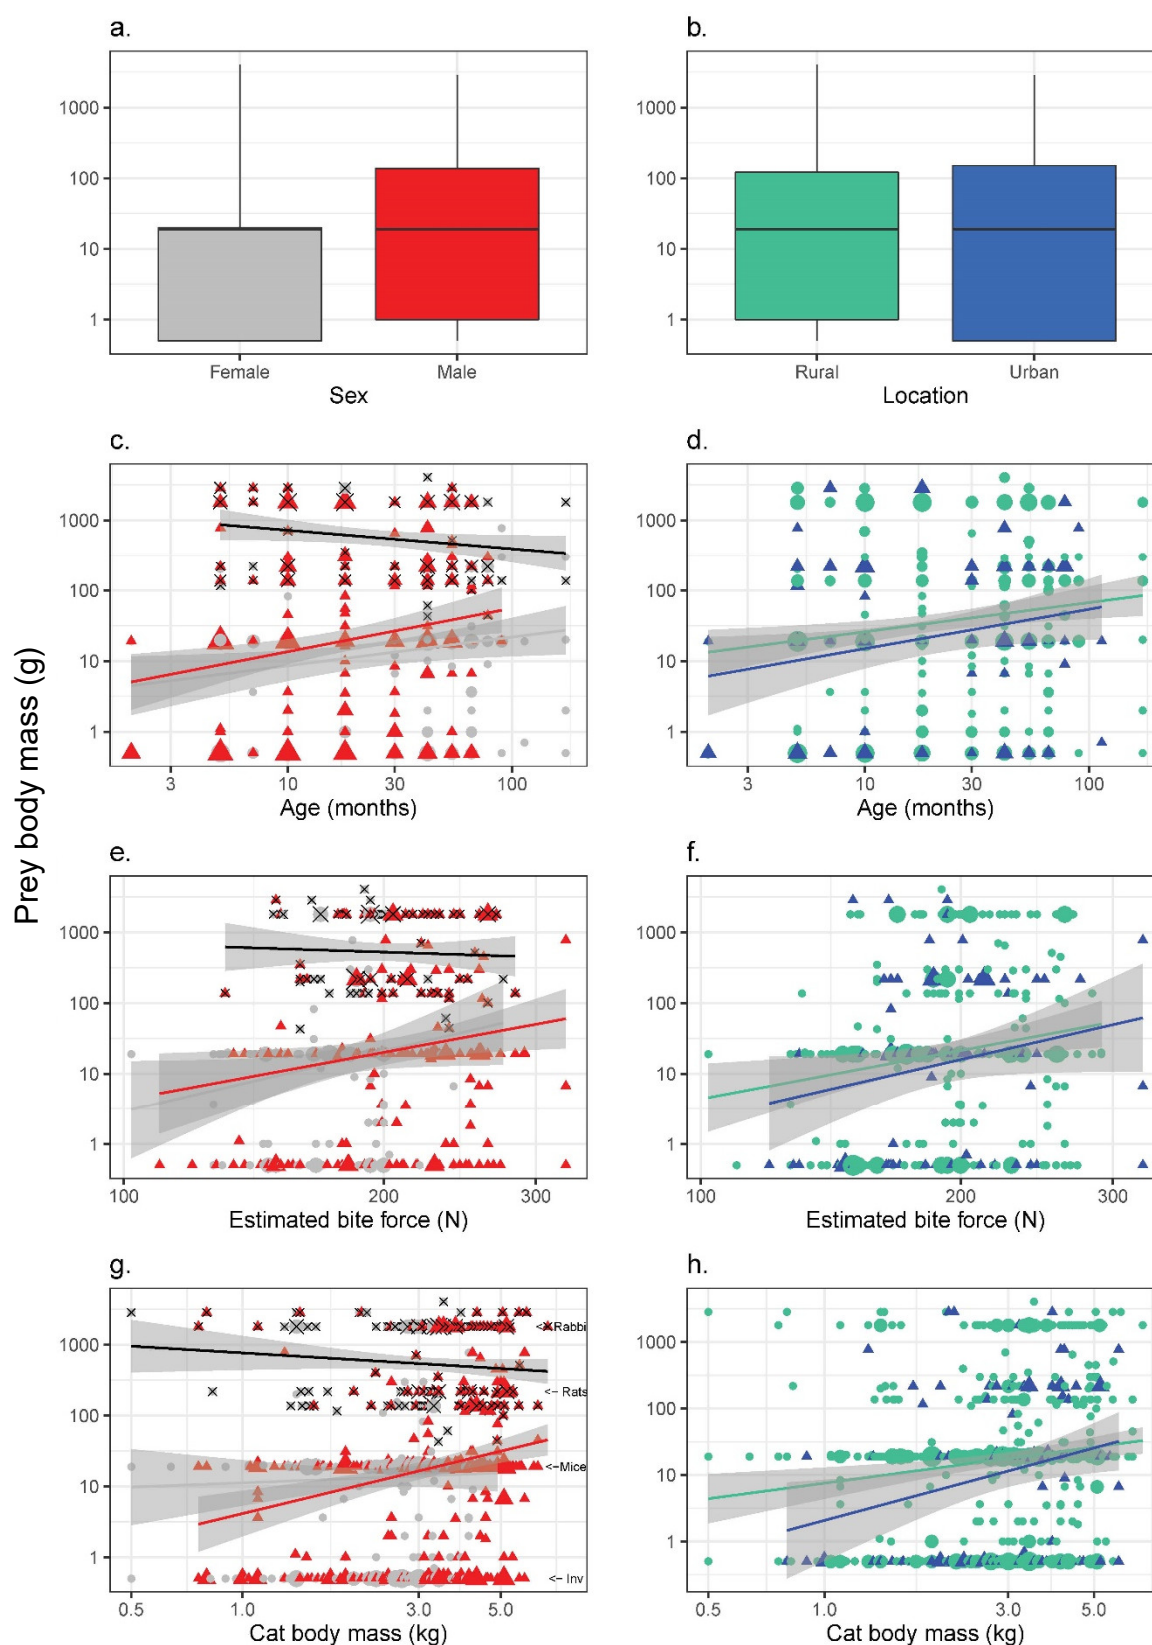 a.
b.
1000
100
10
1
1000
100
10
1
Female
Male
Rural
Urban
Sex
Location
c.
d.
1000
100
10
1
1000
100
10
1
3
10
30
100
3
10
30
100
Age (months)
Age (months)
Prey body mass (g)
e.
f.
1000
100
10
1
1000
100
10
1
100
200
300
100
200
300
Estimated bite force (N)
Estimated bite force (N)
g.
h.
1000
100
10
1
<-Rabbi
<- Rats
<-Mice
<- Inv
1000
100
10
1
0.5
1.0
3.0
5.0
0.5
1.0
3.0
5.0
Cat body mass (kg)
Cat body mass (kg)